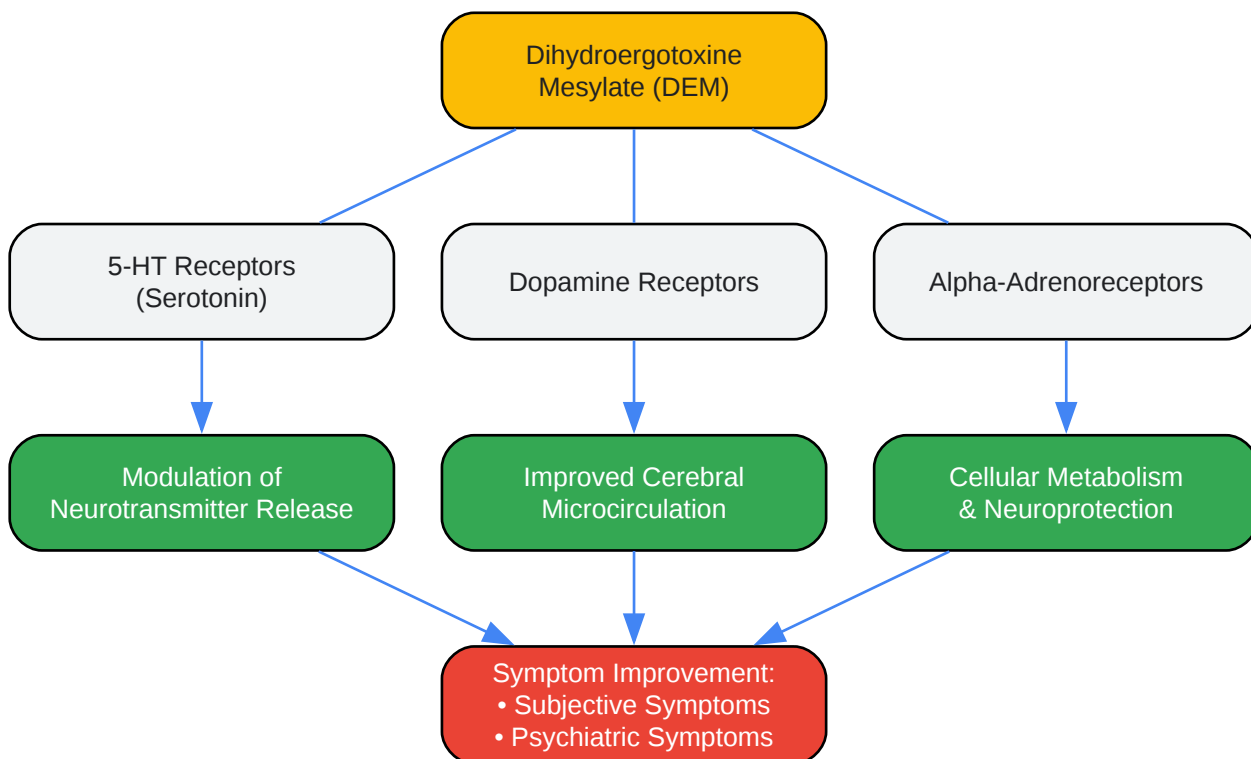 Dihydroergotoxine
Mesylate (DEM)
5-HT Receptors
(Serotonin)
Dopamine Receptors
Alpha-Adrenoreceptors
Modulation of
Neurotransmitter Release
Improved Cerebral
Microcirculation
Cellular Metabolism
& Neuroprotection
Symptom Improvement:
• Subjective Symptoms
• Psychiatric Symptoms